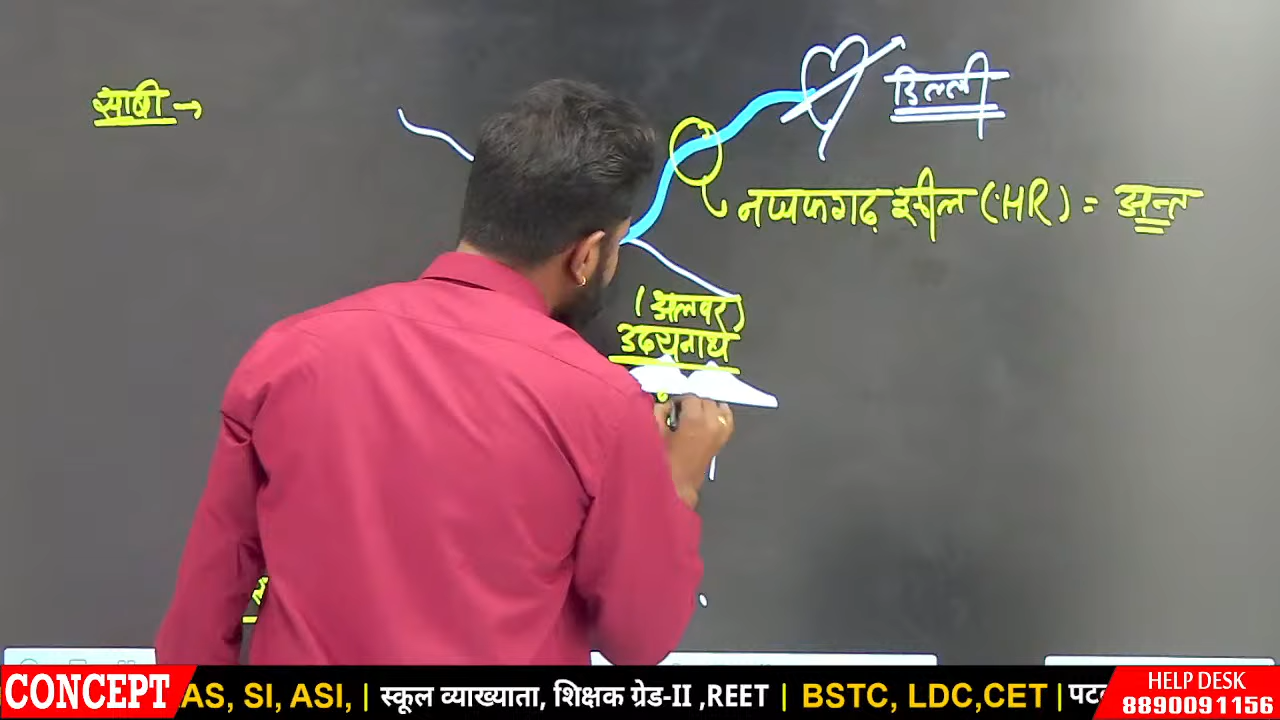 साबी →
दिल्ली
नजफगढ़ झील (HR) = अन्त
(अलवर)
उदयनाथ
CONCEPT
AS, SI, ASI, | स्कूल व्याख्याता, शिक्षक ग्रेड-II ,REET | BSTC, LDC,CET |
HELP DESK
8890091156